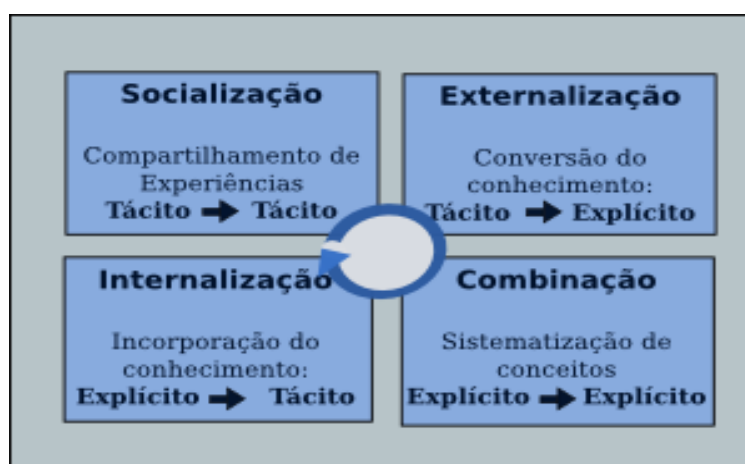 Socialização
Compartilhamento de
Experiências
Tácito → Tácito
Externalização
Conversão do
conhecimento:
Tácito → Explícito
Internalização
Incorporação do
conhecimento:
Explícito → Tácito
Combinação
Sistematização de
conceitos
Explícito → Explícito